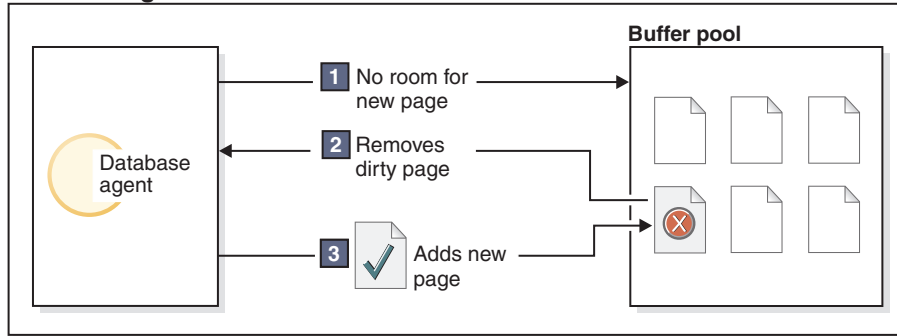 Buffer pool
1 No room for
new page
2 Removes
dirty page
Database
agent
3 Adds new
page